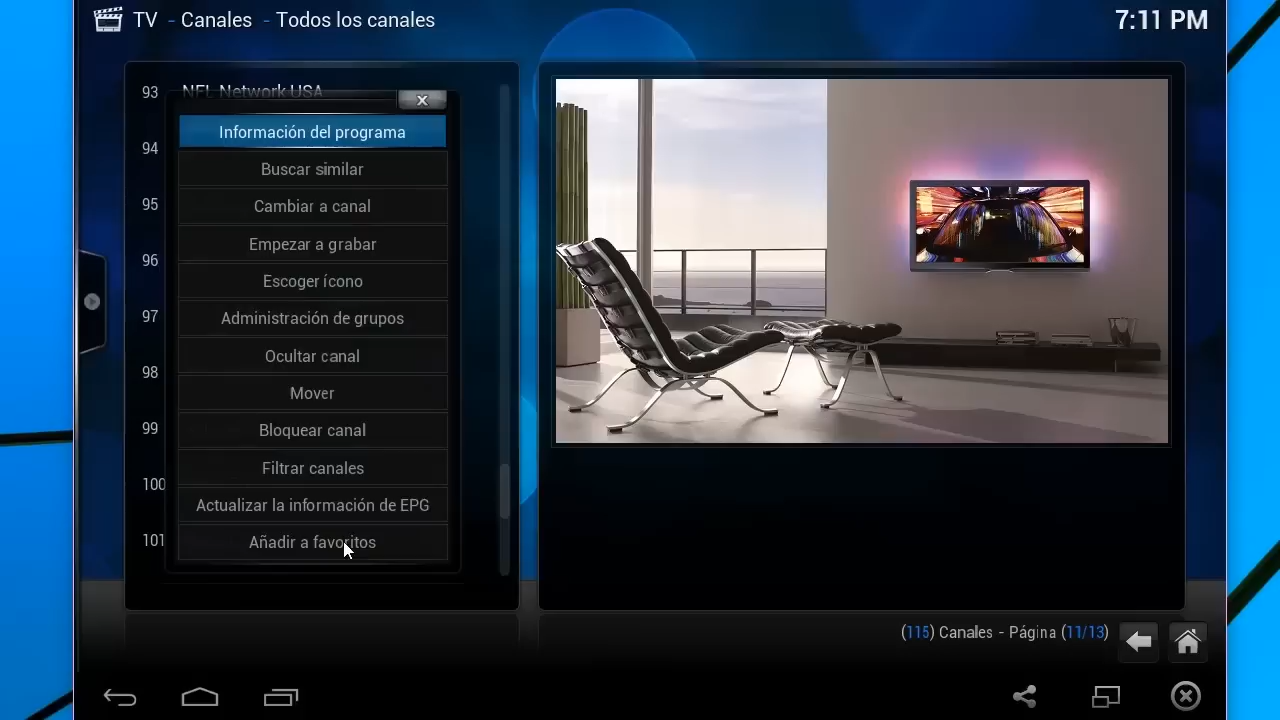 TV - Canales - Todos los canales
7:11 PM
93 NFL Network USA
94
95
96
97
98
99
100
101
Información del programa
Buscar similar
Cambiar a canal
Empezar a grabar
Escoger ícono
Administración de grupos
Ocultar canal
Mover
Bloquear canal
Filtrar canales
Actualizar la información de EPG
Añadir a favoritos
(115) Canales - Página (11/13)